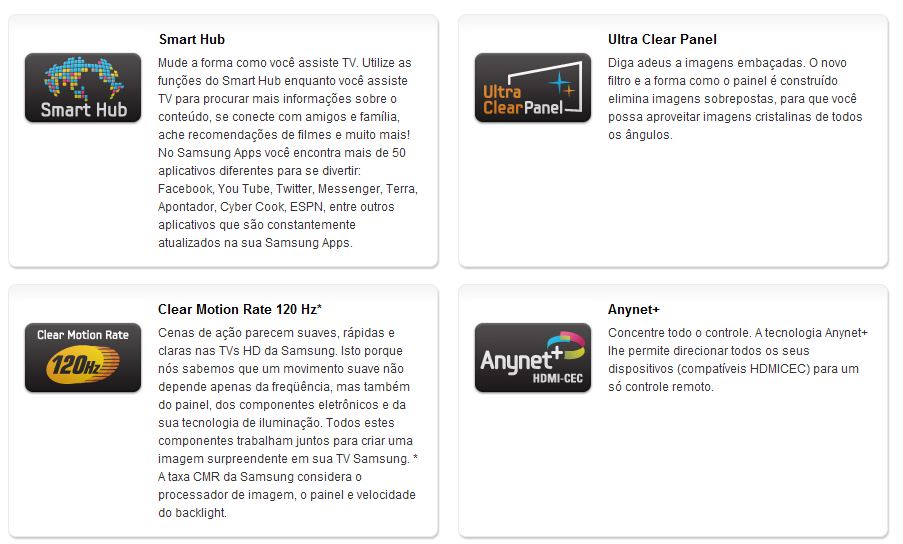 Smart Hub
Smart Hub
Mude a forma como você assiste TV. Utilize as
funções do Smart Hub enquanto você assiste
TV para procurar mais informações sobre o
conteúdo, se conecte com amigos e família,
ache recomendações de filmes e muito mais!
No Samsung Apps você encontra mais de 50
aplicativos diferentes para se divertir:
Facebook, You Tube, Twitter, Messenger, Terra,
Apontador, Cyber Cook, ESPN, entre outros
aplicativos que são constantemente
atualizados na sua Samsung Apps.
Ultra
Clear Panel
Ultra Clear Panel
Diga adeus a imagens embaçadas. O novo
filtro e a forma como o painel é construído
elimina imagens sobrepostas, para que você
possa aproveitar imagens cristalinas de todos
os ângulos.
Clear Motion Rate
120Hz
Clear Motion Rate 120 Hz*
Cenas de ação parecem suaves, rápidas e
claras nas TVs HD da Samsung. Isto porque
nós sabemos que um movimento suave não
depende apenas da freqüência, mas também
do painel, dos componentes eletrônicos e da
sua tecnologia de iluminação. Todos estes
componentes trabalham juntos para criar uma
imagem surpreendente em sua TV Samsung. *
A taxa CMR da Samsung considera o
processador de imagem, o painel e velocidade
do backlight.
Anynet+
HDMI-CEC
Anynet+
Concentre todo o controle. A tecnologia Anynet+
lhe permite direcionar todos os seus
dispositivos (compatíveis HDMICEC) para um
só controle remoto.